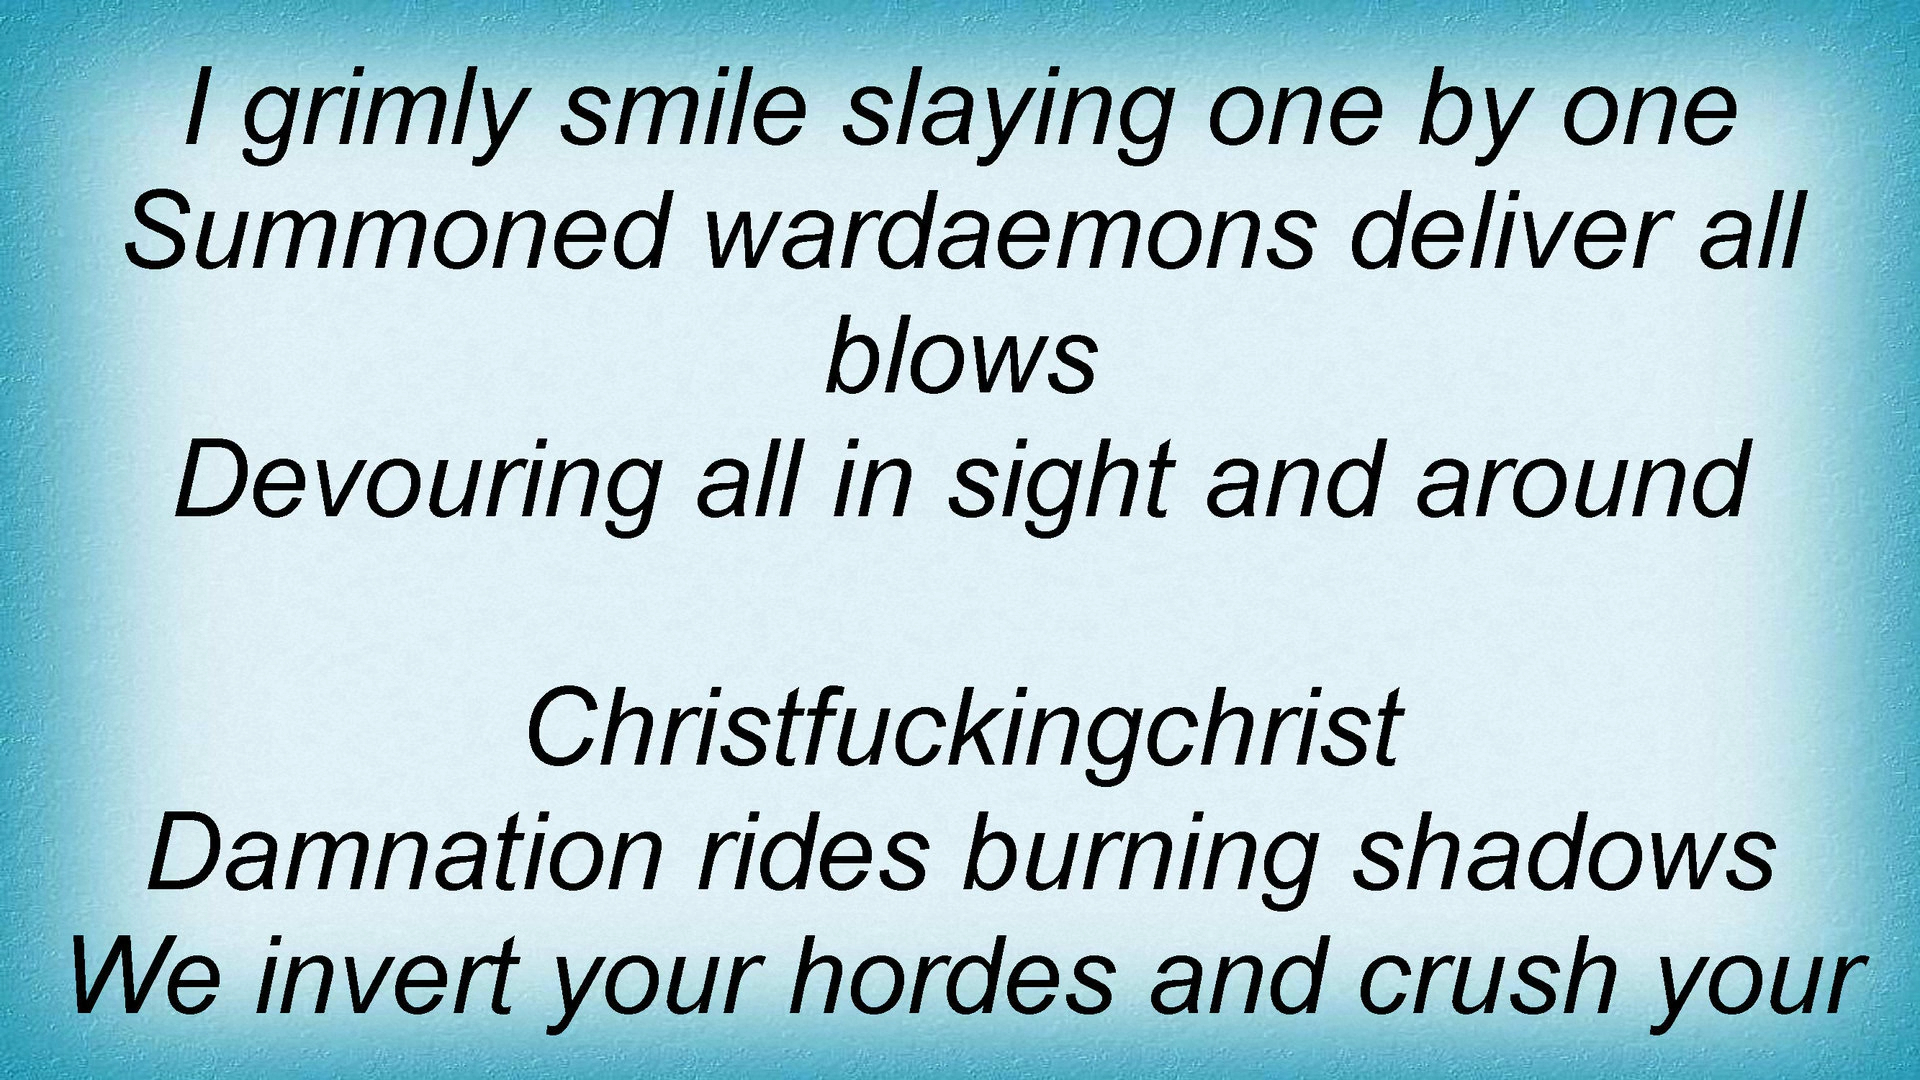 I grimly smile slaying one by one
Summoned wardaemons deliver all
blows
Devouring all in sight and around
Christfuckingchrist
Damnation rides burning shadows
We invert your hordes and crush your